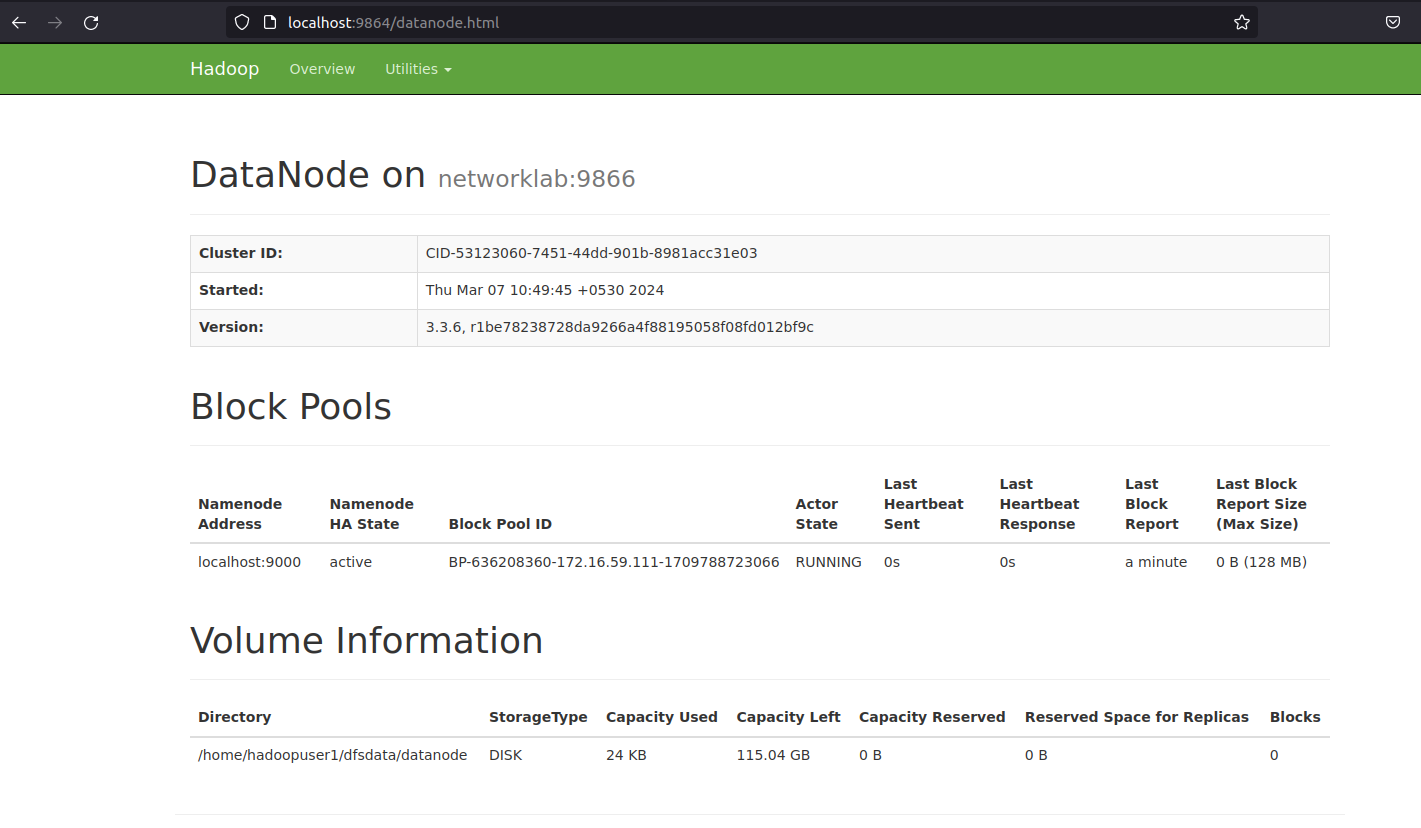 localhost:9864/datanode.html
Hadoop Overview Utilities
DataNode on networklab:9866
Cluster ID: CID-53123060-7451-44dd-901b-8981acc31e03
Started: Thu Mar 07 10:49:45 +0530 2024
Version: 3.3.6, r1be78238728da9266a4f88195058f08fd012bf9c
Block Pools
Namenode Address Namenode HA State Block Pool ID Actor State Last Heartbeat Sent Last Heartbeat Response Last Block Report Last Block Report Size (Max Size)
localhost:9000 active BP-636208360-172.16.59.111-1709788723066 RUNNING 0s 0s a minute 0 B (128 MB)
Volume Information
Directory StorageType Capacity Used Capacity Left Capacity Reserved Reserved Space for Replicas Blocks
/home/hadoopuser1/dfsdata/datanode DISK 24 KB 115.04 GB 0 B 0 B 0